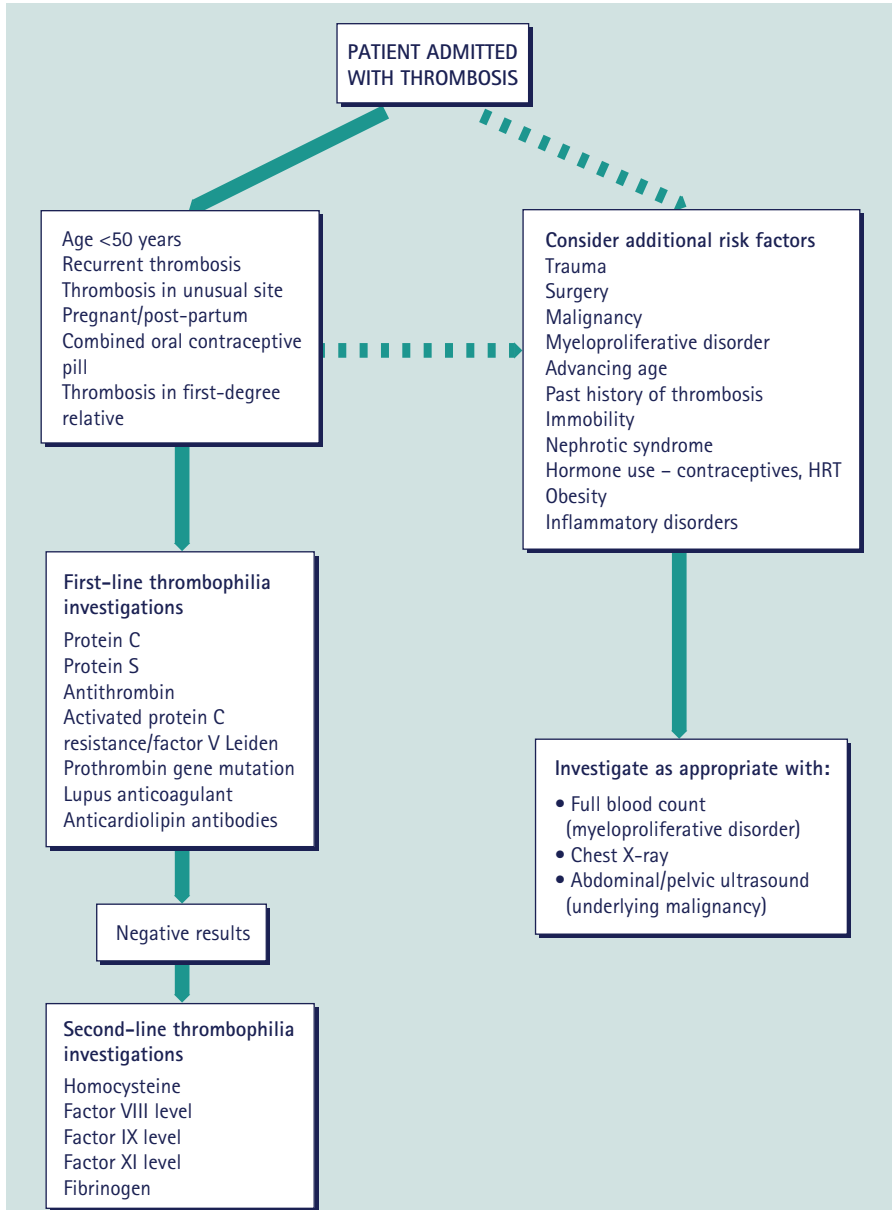 PATIENT ADMITTED
WITH THROMBOSIS
Age <50 years
Recurrent thrombosis
Thrombosis in unusual site
Pregnant/post-partum
Combined oral contraceptive
pill
Thrombosis in first-degree
relative
Consider additional risk factors
Trauma
Surgery
Malignancy
Myeloproliferative disorder
Advancing age
Past history of thrombosis
Immobility
Nephrotic syndrome
Hormone use – contraceptives, HRT
Obesity
Inflammatory disorders
First-line thrombophilia
investigations
Protein C
Protein S
Antithrombin
Activated protein C
resistance/factor V Leiden
Prothrombin gene mutation
Lupus anticoagulant
Anticardiolipin antibodies
Investigate as appropriate with:
• Full blood count
(myeloproliferative disorder)
• Chest X-ray
• Abdominal/pelvic ultrasound
(underlying malignancy)
Negative results
Second-line thrombophilia
investigations
Homocysteine
Factor VIII level
Factor IX level
Factor XI level
Fibrinogen